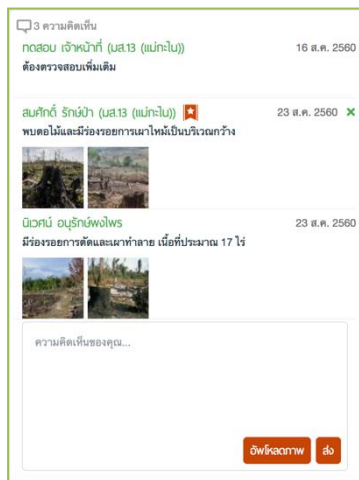 3 ความคิดเห็น
ทดสอบ เจ้าหน้าที่ (มส.13 (แม่กะไน)) 16 ส.ค. 2560
ต้องตรวจสอบเพิ่มเติม
สมศักดิ์ รักษ์ป่า (มส.13 (แม่กะไน)) 23 ส.ค. 2560
พบตอไม้และมีร่องรอยการเผาไหม้เป็นบริเวณกว้าง
นิเวศน์ อนุรักษ์พงไพร 23 ส.ค. 2560
มีร่องรอยการตัดและเผาทำลาย เนื้อที่ประมาณ 17 ไร่
ความคิดเห็นของคุณ...
อัพโหลดภาพ ส่ง